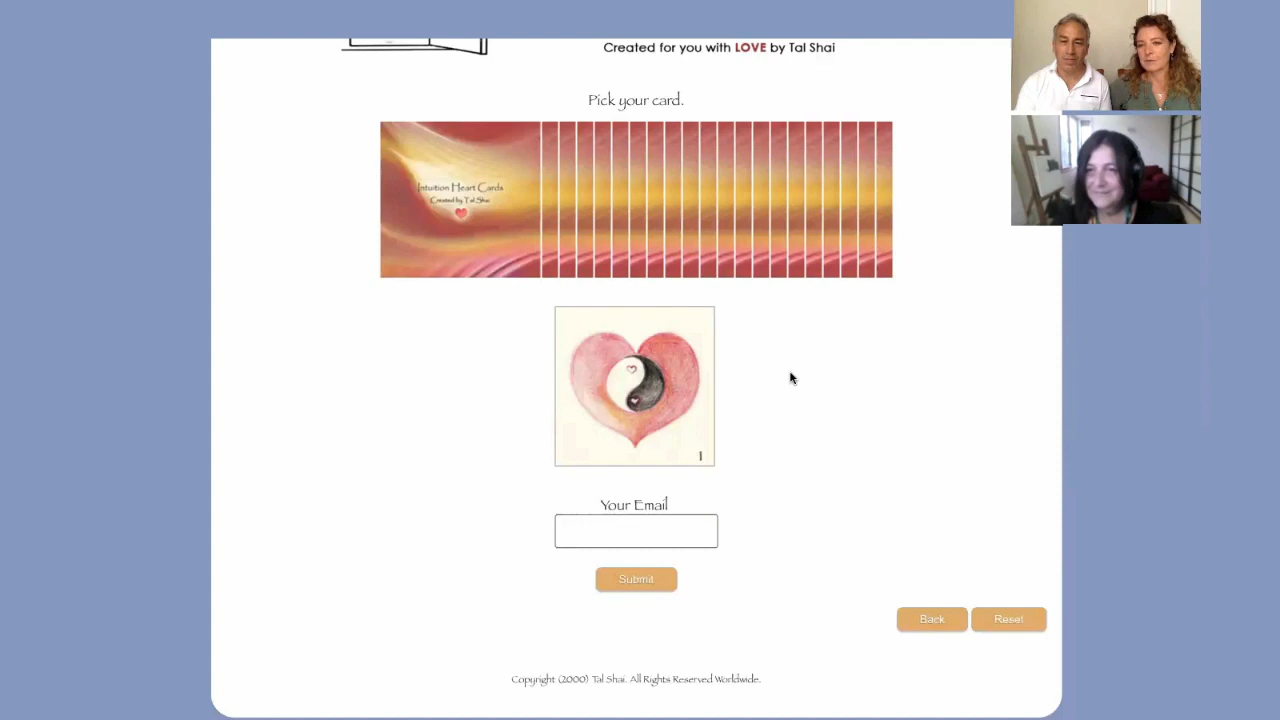 Created for you with LOVE by Tal Shai
Pick your card.
Intuition Heart Cards
Created by Tal Shai
1
Your Email
Submit
Back
Reset
Copyright (2000) Tal Shai. All Rights Reserved Worldwide.